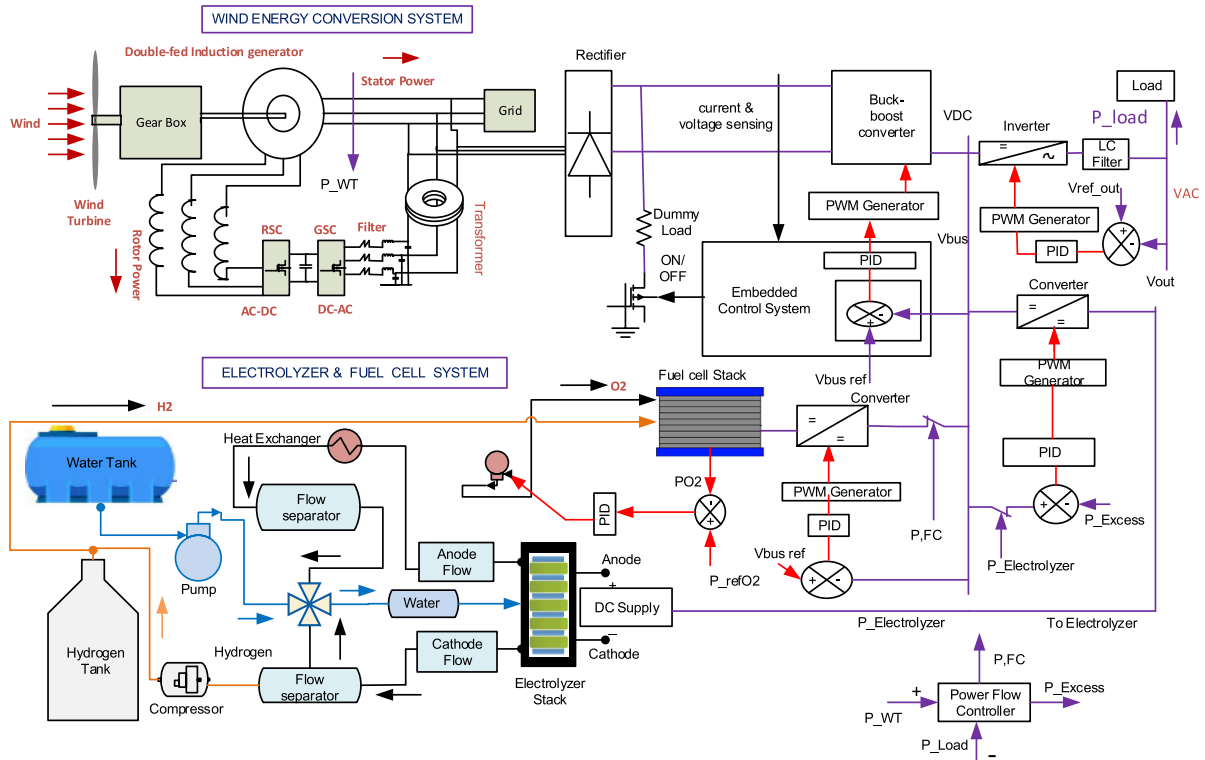 WIND ENERGY CONVERSION SYSTEM
Double-fed Induction generator
Stator Power
Rectifier
Wind
Gear Box
Grid
P_WT
Wind
Turbine
Rotor Power
RSC
GSC
Filter
AC-DC
DC-AC
Transformer
current &
voltage sensing
Buck-
boost
converter
VDC
Inverter
=
~
LC
Filter
Load
P_load
VAC
Vref_out
PWM Generator
PID
+
-
Vout
Dummy
Load
ON/
OFF
PWM Generator
Vbus
PID
Embedded
Control System
-
+
Vbus ref
Converter
=
=
PWM
Generator
PID
+
-
P_Excess
P_Electrolyzer
ELECTROLYZER & FUEL CELL SYSTEM
H2
O2
Fuel cell Stack
Converter
=
=
Water Tank
Heat Exchanger
Flow
separator
PO2
-
+
PID
P_refO2
PWM Generator
PID
Vbus ref
+
-
P,FC
Pump
Anode
Flow
Anode
+
Water
DC Supply
P_Electrolyzer
To Electrolyzer
Hydrogen
Tank
Hydrogen
Cathode
Flow
_
Cathode
Flow
separator
Compressor
Electrolyzer
Stack
P,FC
+
P_WT
Power Flow
Controller
P_Excess
P_Load
-